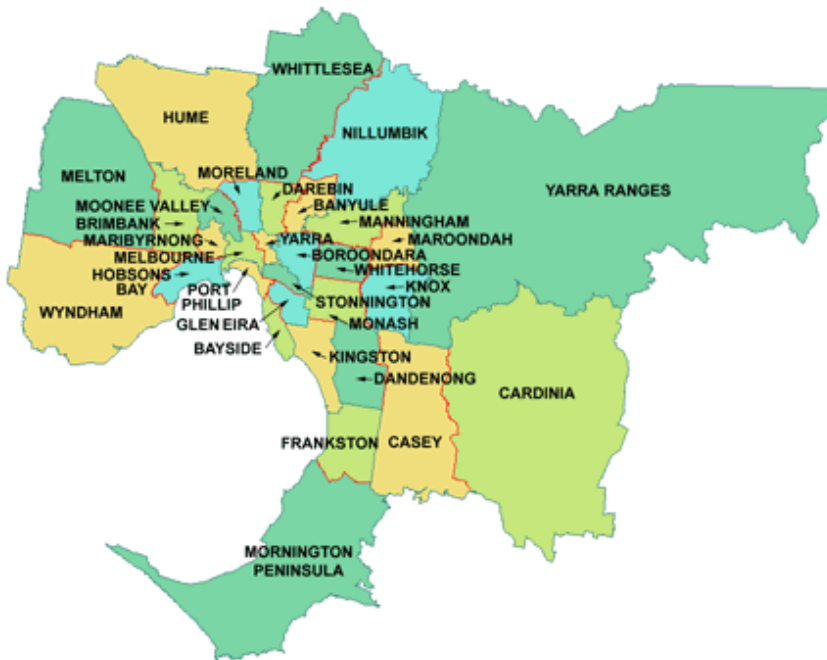 WHITTLESEA
HUME
NILLUMBIK
MORELAND
MELTON
DAREBIN
YARRA RANGES
BANYULE
MOONEE VALLEY
MANNINGHAM
BRIMBANK
MARIBYRNONG
YARRA
MAROONDAH
MELBOURNE
BOROONDARA
HOBSONS
BAY
WHITEHORSE
PORT
PHILLIP
KNOX
WYNDHAM
STONNINGTON
GLEN EIRA
MONASH
BAYSIDE
KINGSTON
DANDENONG
CARDINIA
FRANKSTON
CASEY
MORNINGTON
PENINSULA